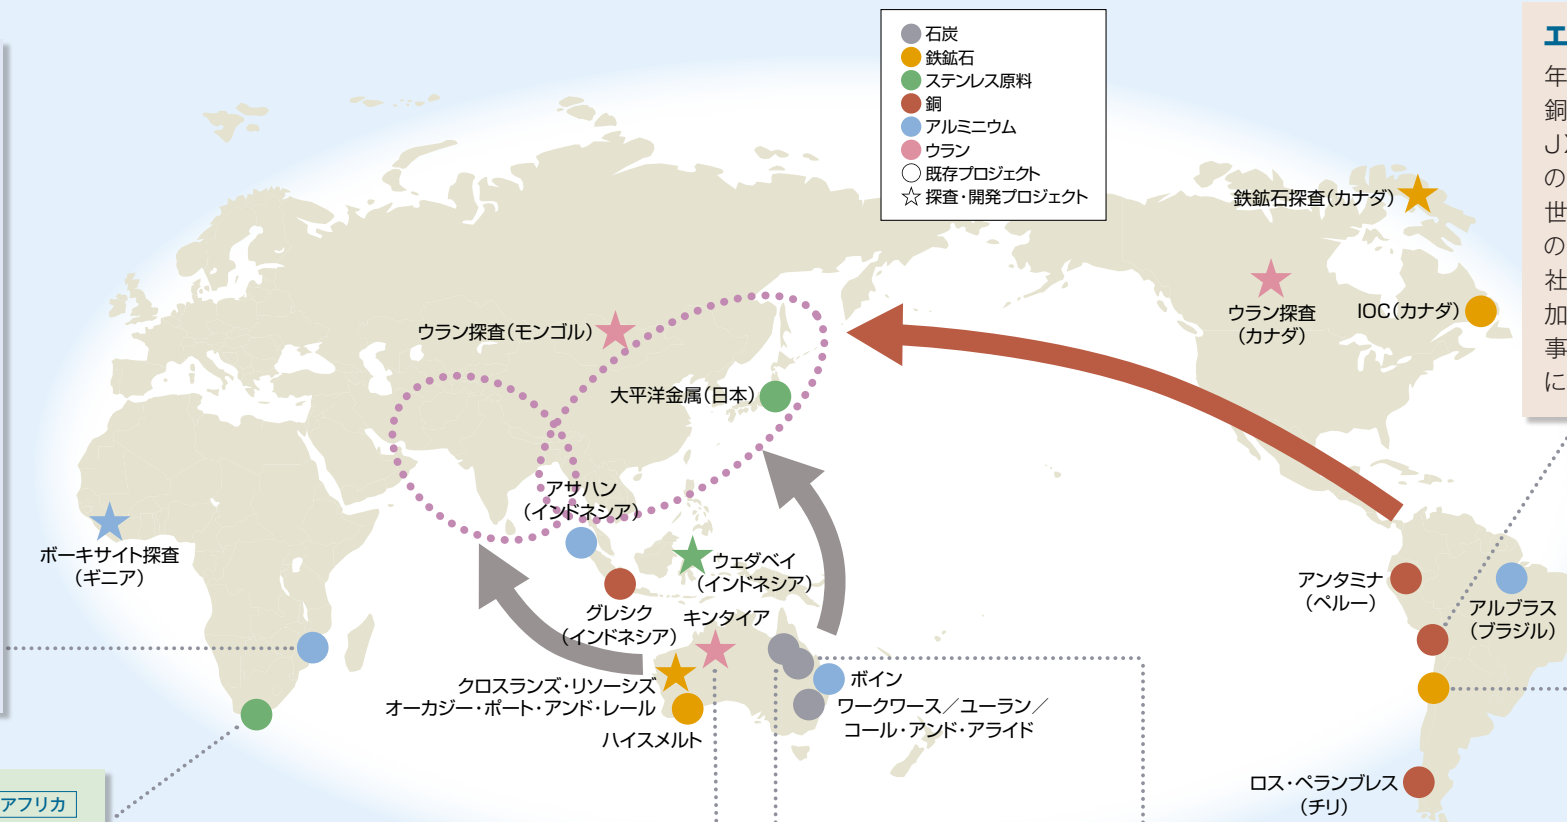 石炭
鉄鉱石
ステンレス原料
銅
アルミニウム
ウラン
既存プロジェクト
探査・開発プロジェクト
エ
年
銅
の
世
の
社
加
事
に
鉄鉱石探査(カナダ)
ウラン探査
(カナダ)
IOC(カナダ)
ウラン探査(モンゴル)
大平洋金属(日本)
アサハン
(インドネシア)
ボーキサイト探査
(ギニア)
ウェダベイ
(インドネシア)
グレシク
(インドネシア)
キンタイア
アンタミナ
(ペルー)
アルブラス
(ブラジル)
クロスランズ・リソーシズ
オーカジー・ポート・アンド・レール
ハイスメルト
ボイン
ワークワース/ユーラン/
コール・アンド・アライド
ロス・ペランブレス
(チリ)
アフリカ